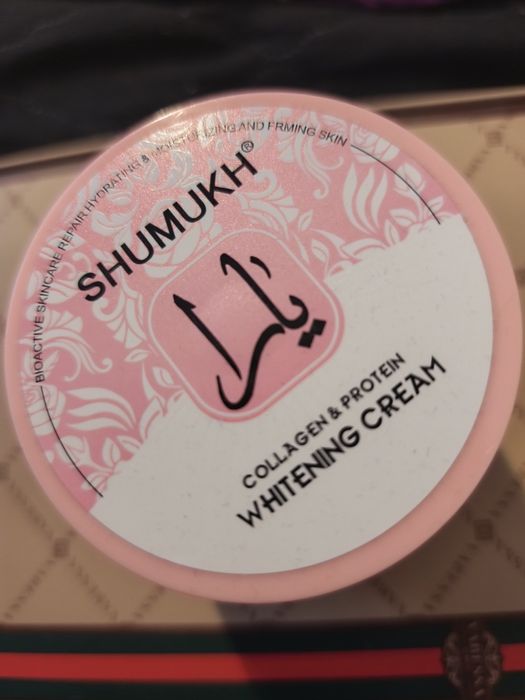 BIOACTIVE SKINCARE REPAIR,HYDRATING & MOISTURIZING,AND FRMING SKIN
SHUMUKH®
يارا
COLLAGEN & PROTEIN
WHITENING CREAM